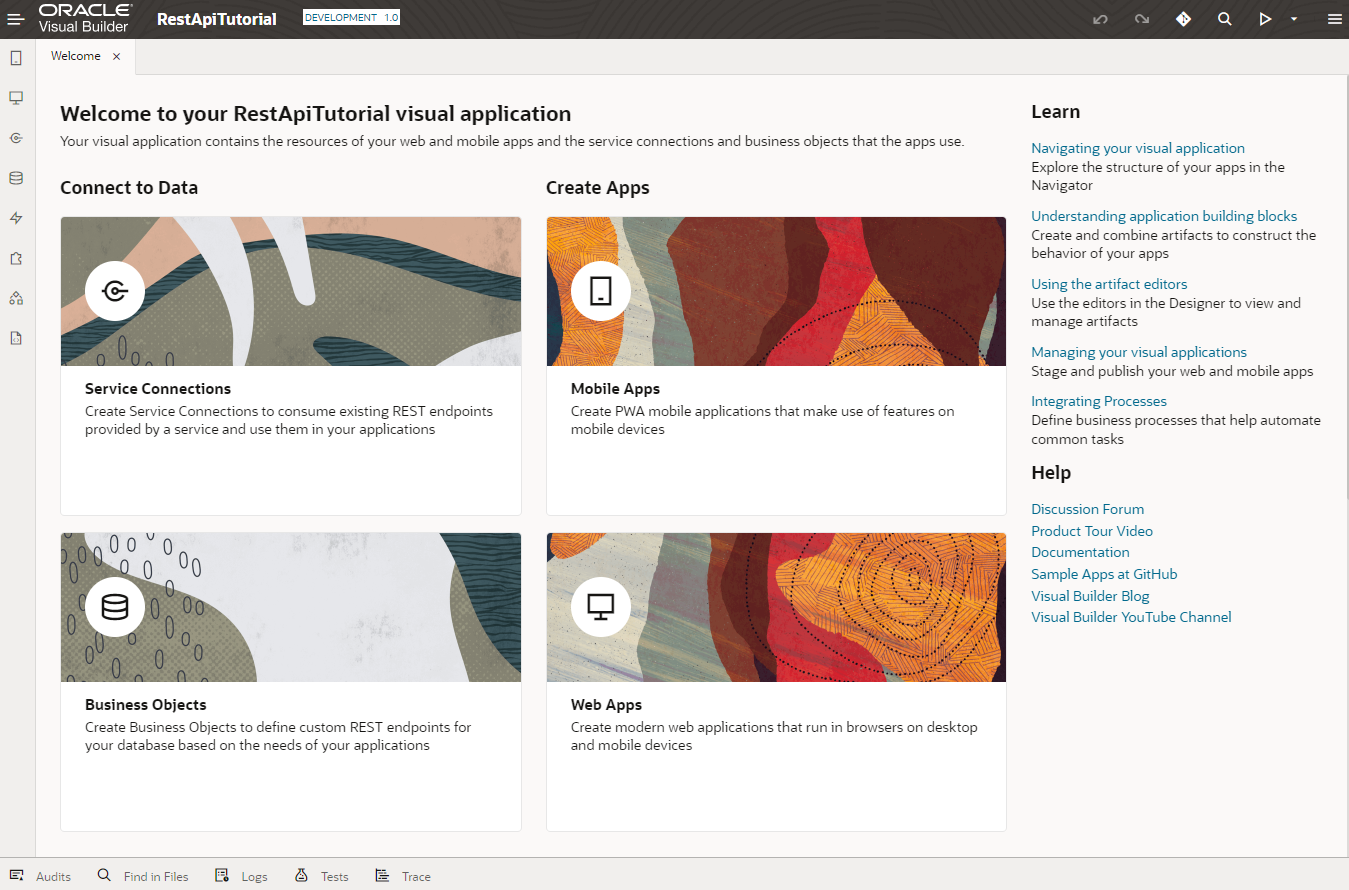 ORACLE
Visual Builder
RestApiTutorial
DEVELOPMENT 1.0
Welcome
Welcome to your RestApiTutorial visual application
Your visual application contains the resources of your web and mobile apps and the service connections and business objects that the apps use.
Connect to Data
Service Connections
Create Service Connections to consume existing REST endpoints
provided by a service and use them in your applications
Business Objects
Create Business Objects to define custom REST endpoints for
your database based on the needs of your applications
Create Apps
Mobile Apps
Create PWA mobile applications that make use of features on
mobile devices
Web Apps
Create modern web applications that run in browsers on desktop
and mobile devices
Learn
Navigating your visual application
Explore the structure of your apps in the
Navigator
Understanding application building blocks
Create and combine artifacts to construct the
behavior of your apps
Using the artifact editors
Use the editors in the Designer to view and
manage artifacts
Managing your visual applications
Stage and publish your web and mobile apps
Integrating Processes
Define business processes that help automate
common tasks
Help
Discussion Forum
Product Tour Video
Documentation
Sample Apps at GitHub
Visual Builder Blog
Visual Builder YouTube Channel
Audits
Find in Files
Logs
Tests
Trace